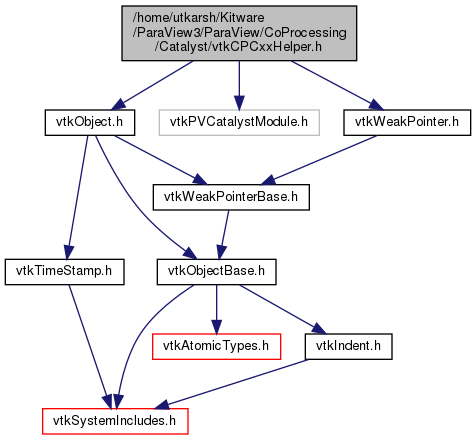 /home/utkarsh/Kitware
/ParaView3/ParaView/CoProcessing
/Catalyst/vtkCPCxxHelper.h
vtkObject.h
vtkPVCatalystModule.h
vtkWeakPointer.h
vtkWeakPointerBase.h
vtkTimeStamp.h
vtkObjectBase.h
vtkAtomicTypes.h
vtkIndent.h
vtkSystemIncludes.h